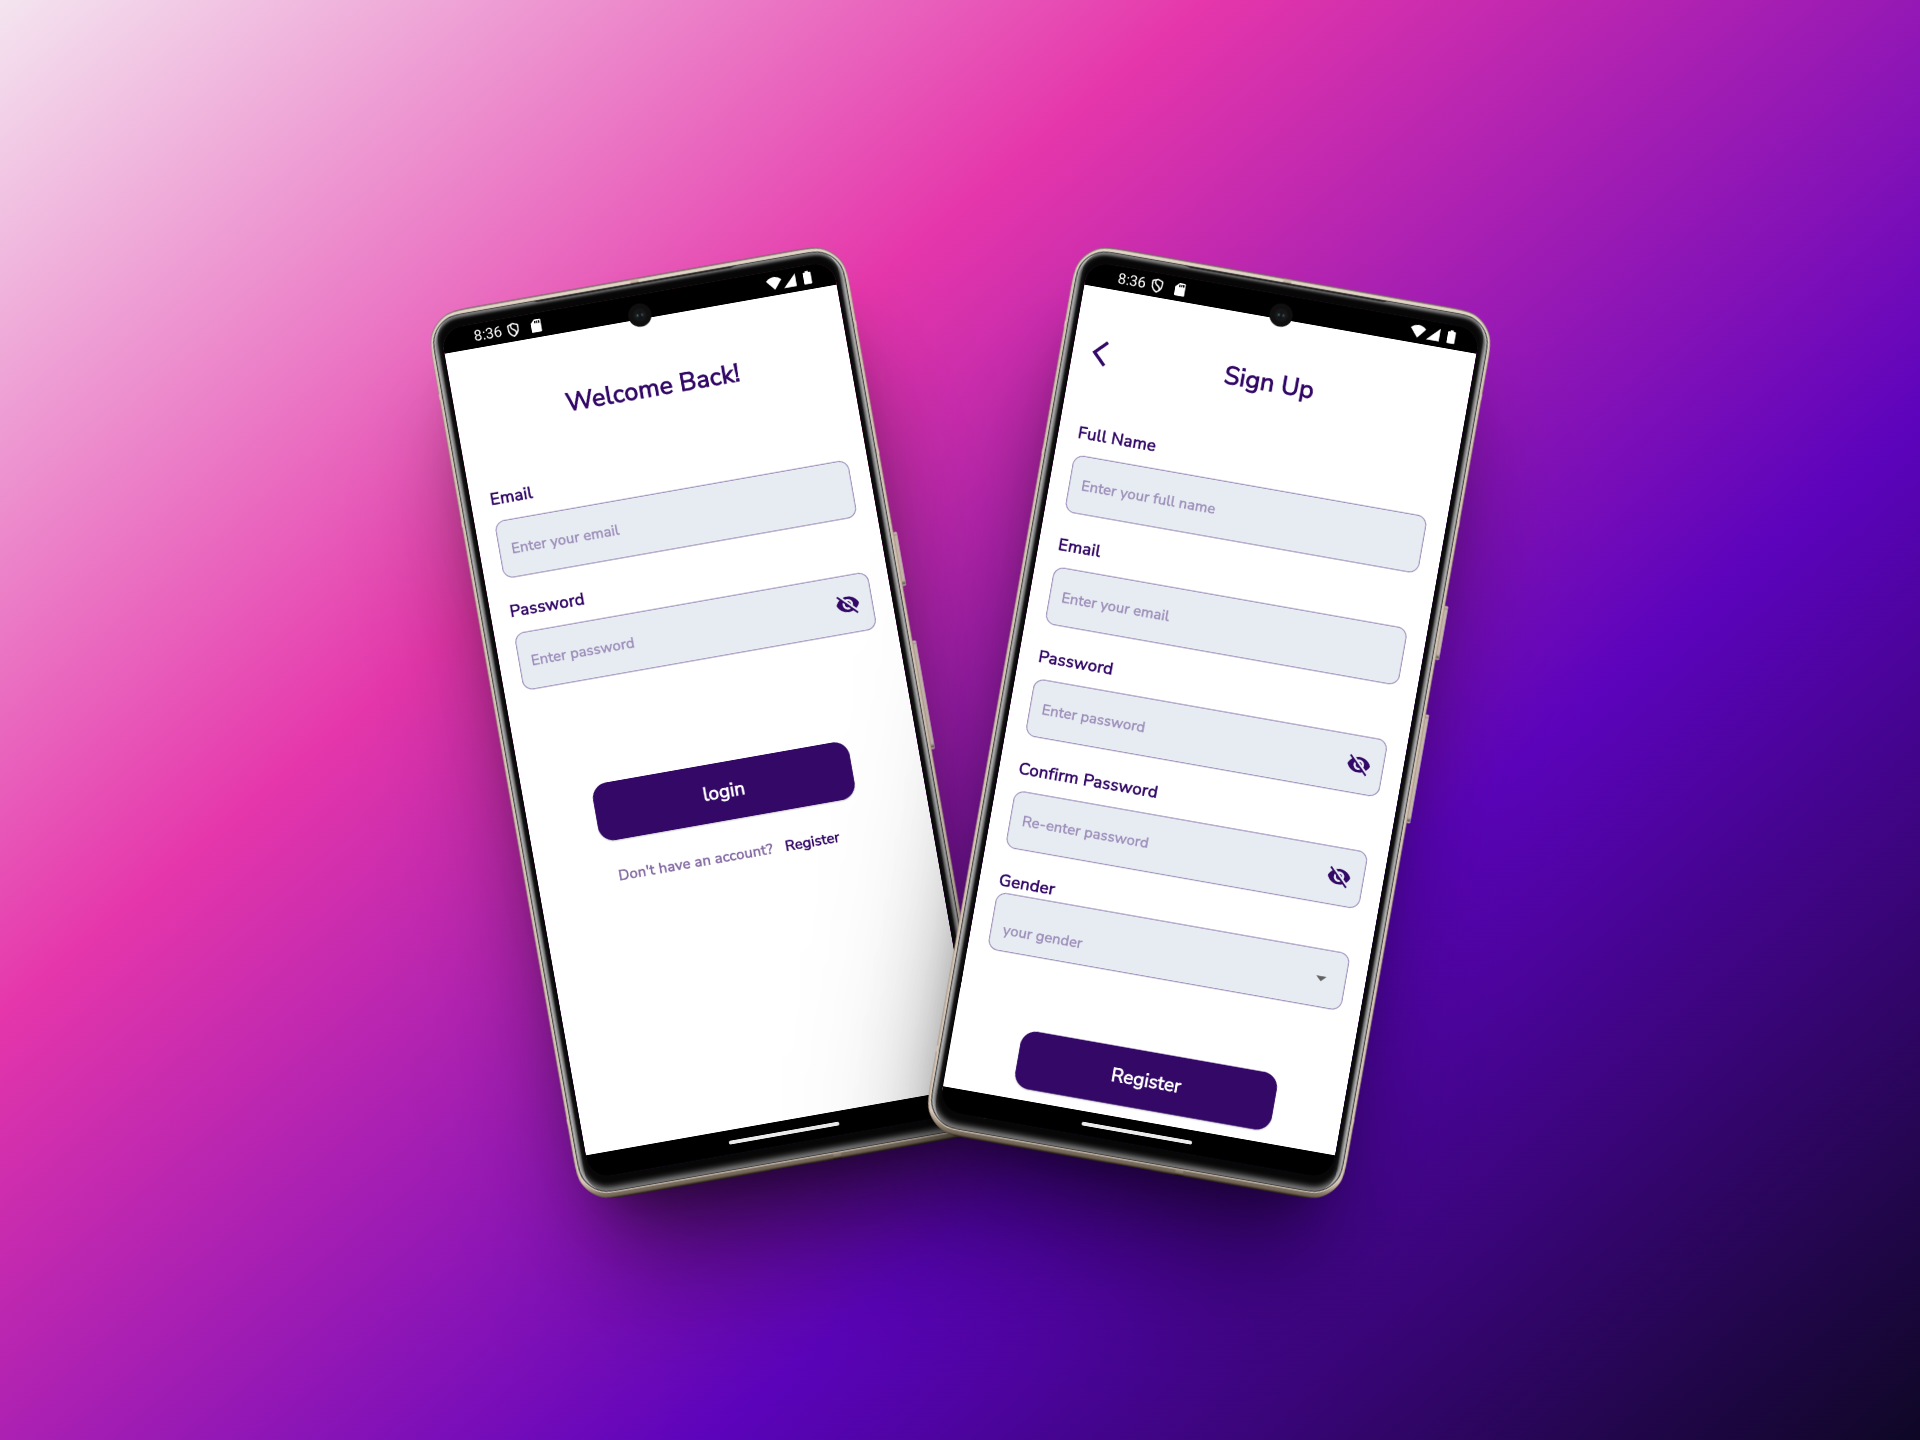 8:36
Welcome Back!
Email
Enter your email
Password
Enter password
login
Don't have an account? Register
8:36
Sign Up
Full Name
Enter your full name
Email
Enter your email
Password
Enter password
Confirm Password
Re-enter password
Gender
your gender
Register